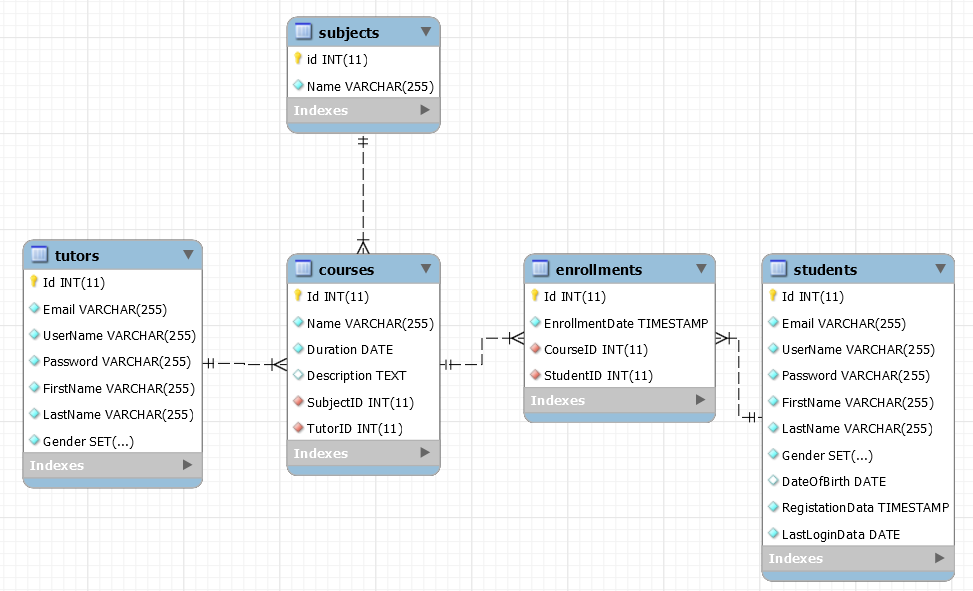 subjects
id INT(11)
Name VARCHAR(255)
Indexes
tutors
Id INT(11)
Email VARCHAR(255)
UserName VARCHAR(255)
Password VARCHAR(255)
FirstName VARCHAR(255)
LastName VARCHAR(255)
Gender SET(...)
Indexes
courses
Id INT(11)
Name VARCHAR(255)
Duration DATE
Description TEXT
SubjectID INT(11)
TutorID INT(11)
Indexes
enrollments
Id INT(11)
EnrollmentDate TIMESTAMP
CourseID INT(11)
StudentID INT(11)
Indexes
students
Id INT(11)
Email VARCHAR(255)
UserName VARCHAR(255)
Password VARCHAR(255)
FirstName VARCHAR(255)
LastName VARCHAR(255)
Gender SET(...)
DateOfBirth DATE
RegistationData TIMESTAMP
LastLoginData DATE
Indexes